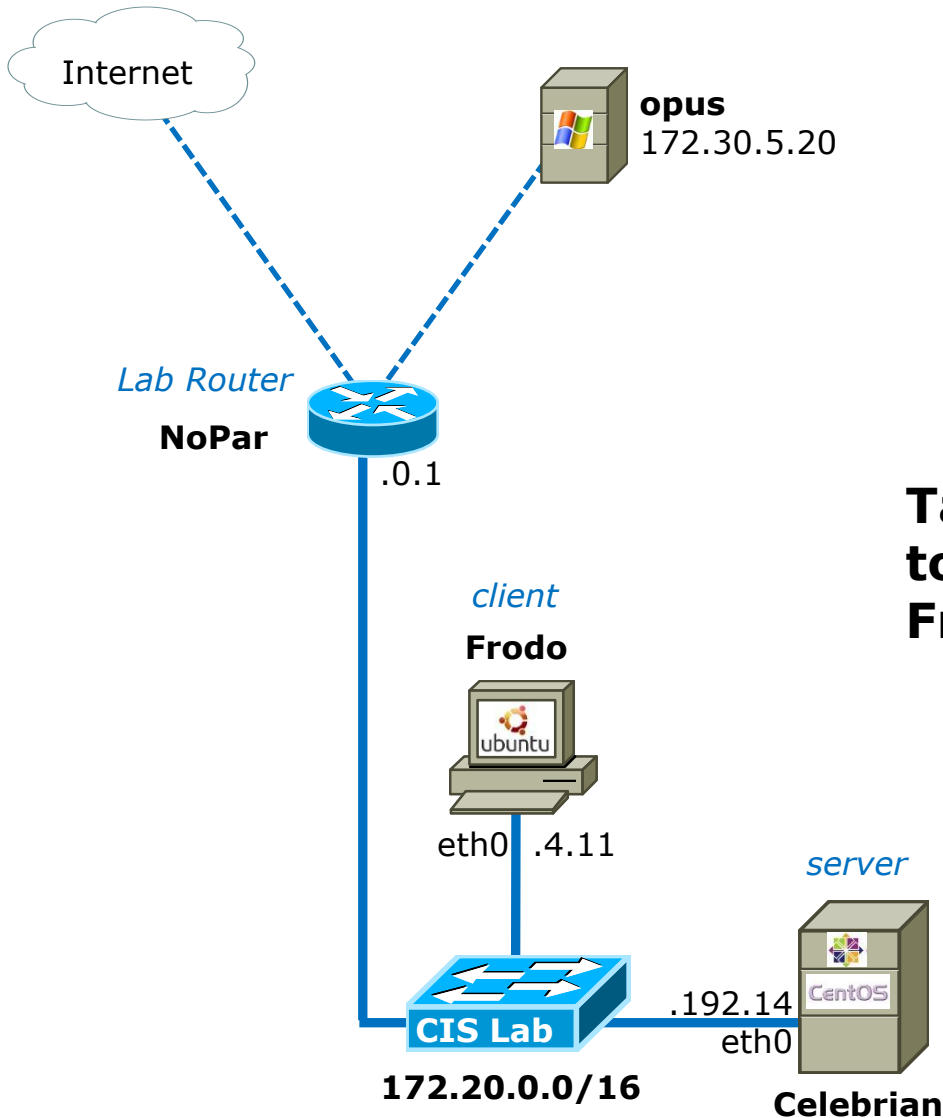 Internet
opus
172.30.5.20
Lab Router
NoPar
.0.1
client
Frodo
ubuntu
eth0 .4.11
server
CentOS
.192.14
eth0
CIS Lab
172.20.0.0/16
Celebrian